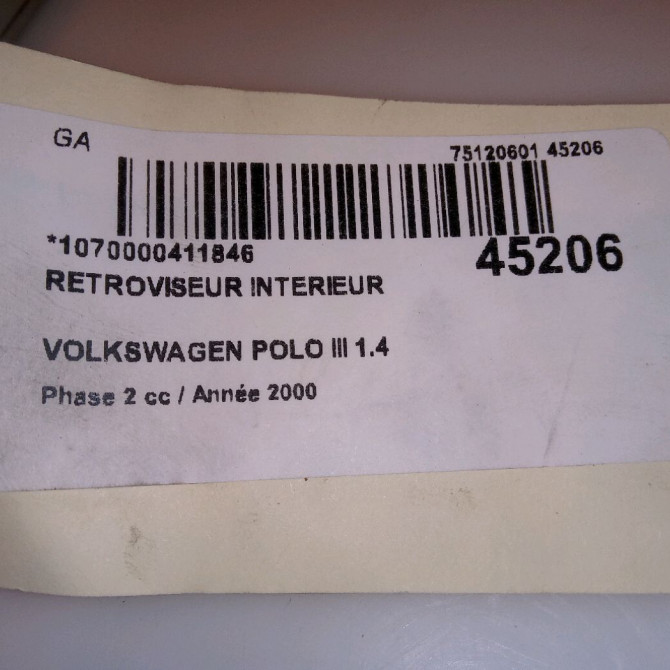 GA
75120601 45206
*1070000411846
45206
RETROVISEUR INTERIEUR
VOLKSWAGEN POLO III 1.4
Phase 2 cc / Année 2000